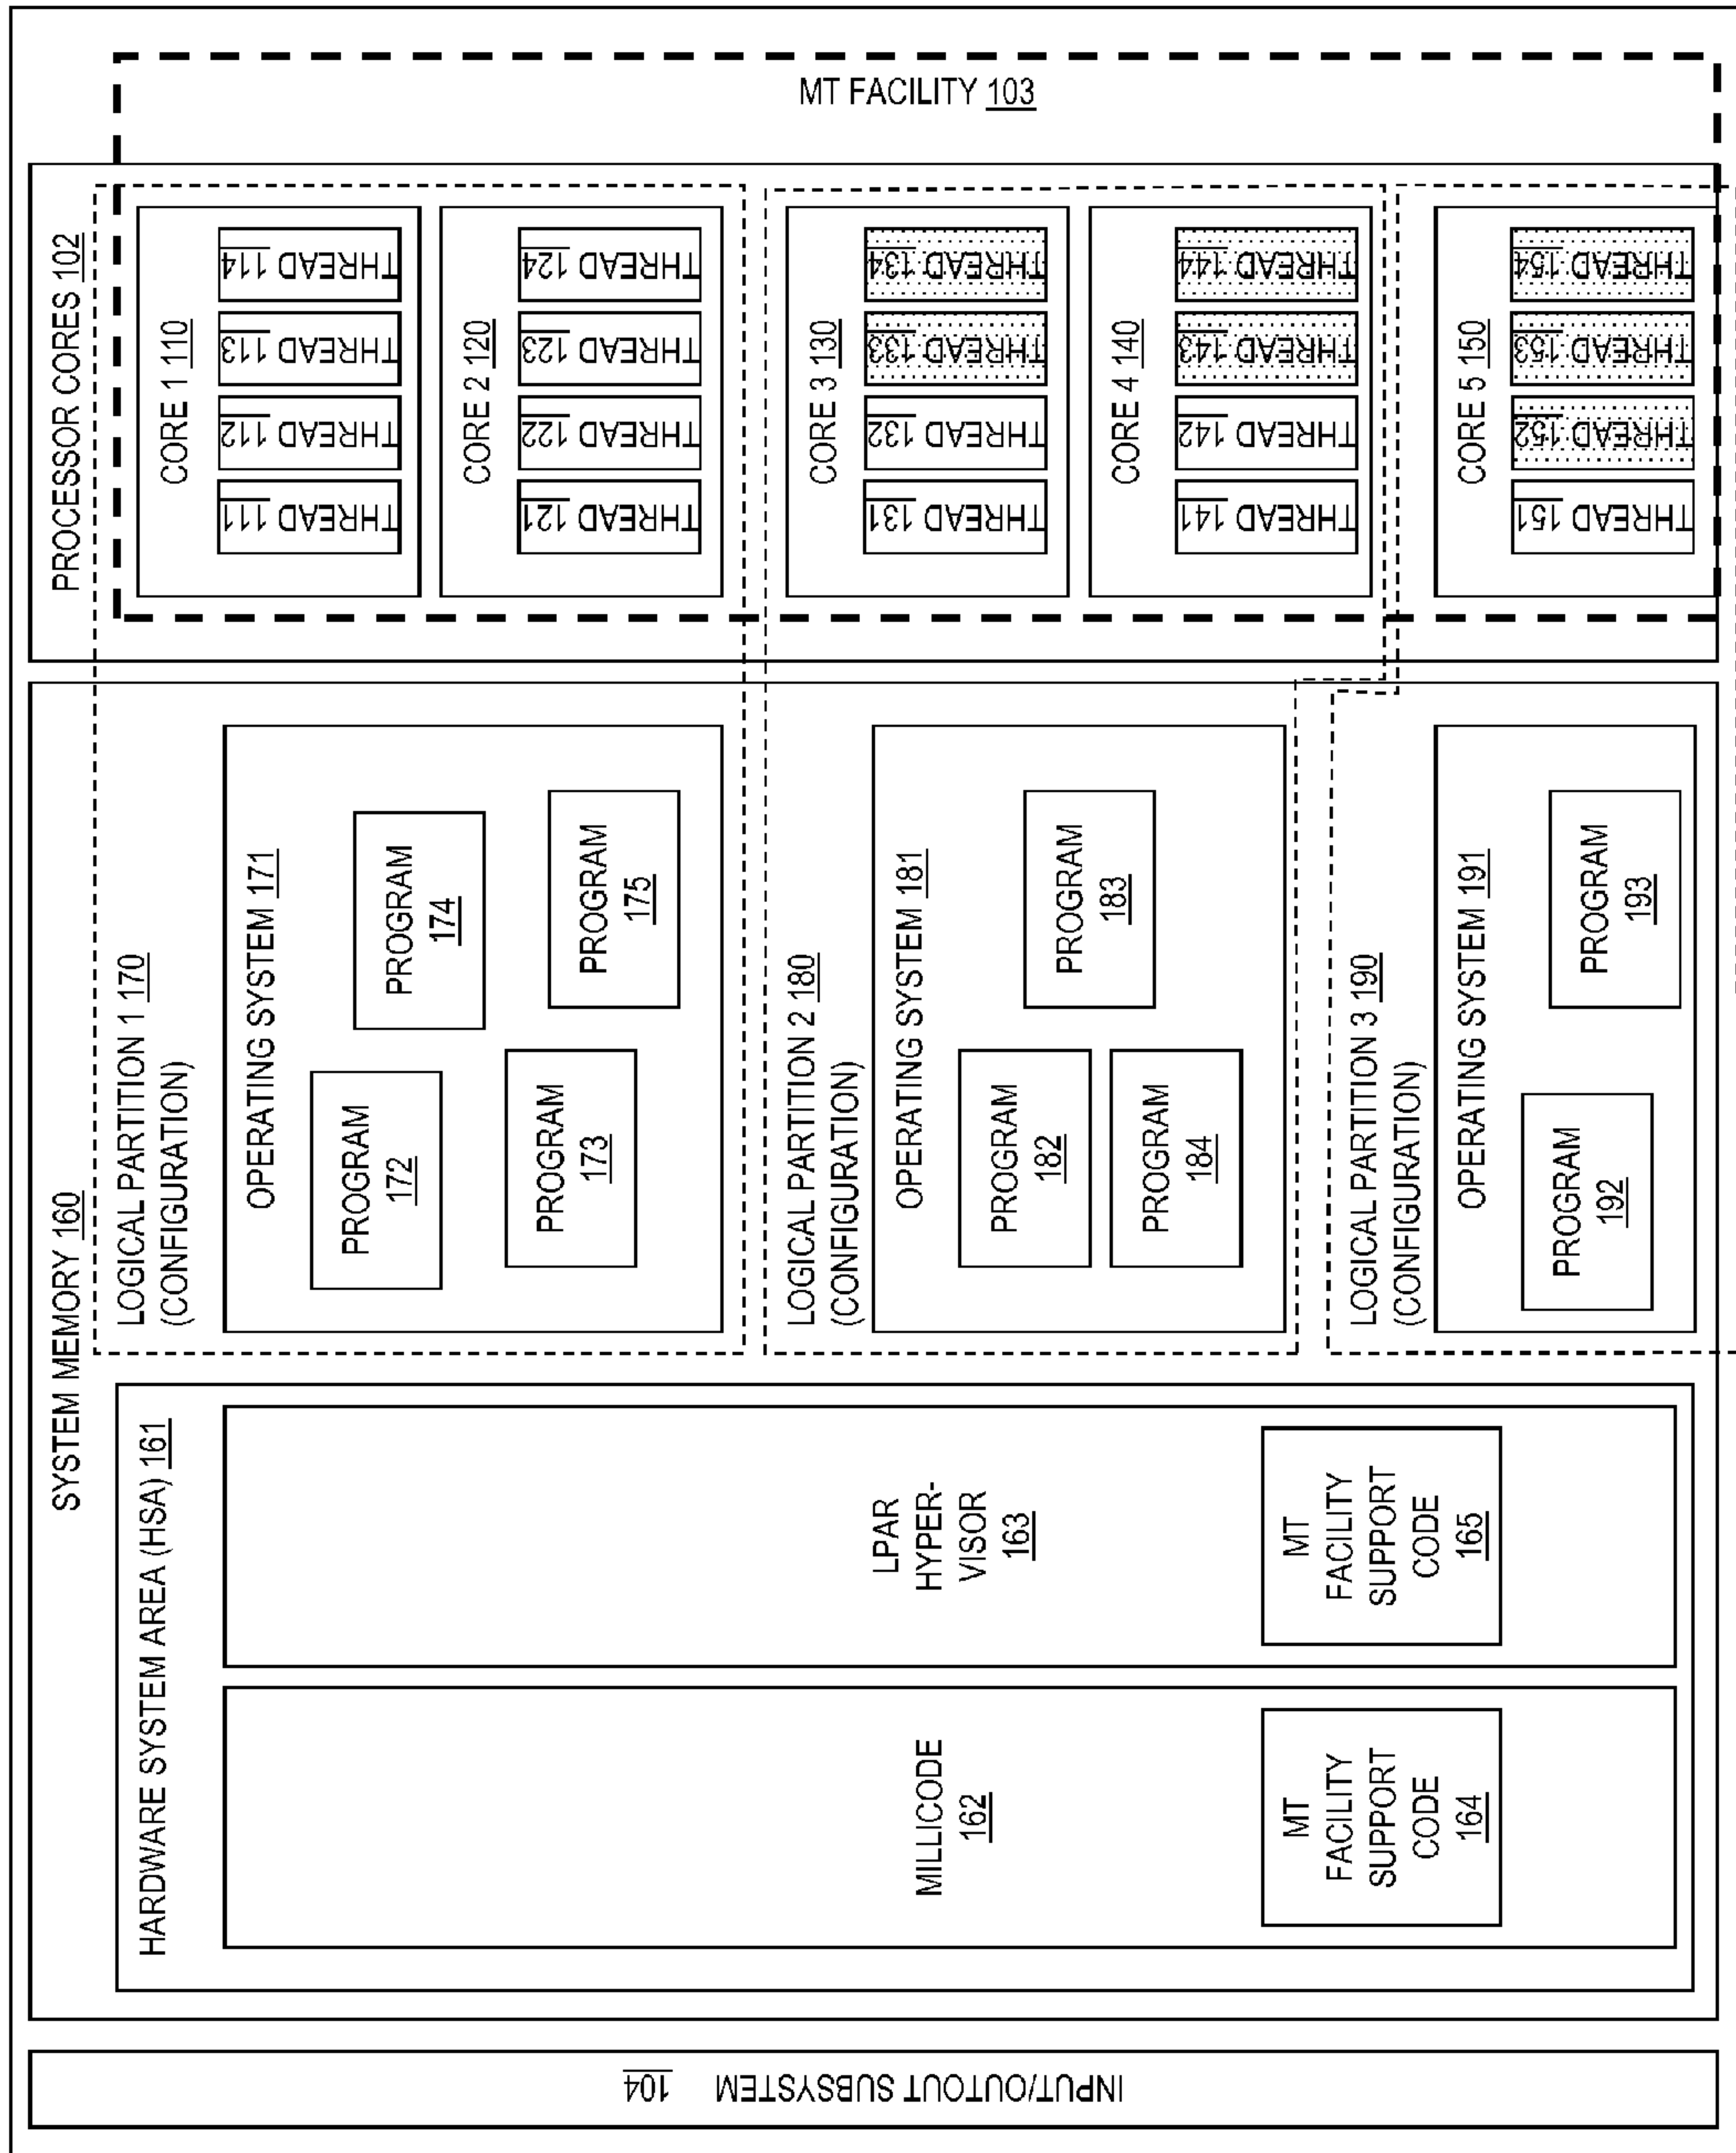 MT FACILITY 103
PROCESSOR CORES 102
CORE 1 110
THREAD 111
THREAD 112
THREAD 113
THREAD 114
CORE 2 120
THREAD 121
THREAD 122
THREAD 123
THREAD 124
CORE 3 130
THREAD 131
THREAD 132
THREAD 133
THREAD 134
CORE 4 140
THREAD 141
THREAD 142
THREAD 143
THREAD 144
CORE 5 150
THREAD 151
THREAD 152
THREAD 153
THREAD 154
SYSTEM MEMORY 160
LOGICAL PARTITION 1 170
(CONFIGURATION)
OPERATING SYSTEM 171
PROGRAM
172
PROGRAM
174
PROGRAM
173
PROGRAM
175
LOGICAL PARTITION 2 180
(CONFIGURATION)
OPERATING SYSTEM 181
PROGRAM
182
PROGRAM
183
PROGRAM
184
LOGICAL PARTITION 3 190
(CONFIGURATION)
OPERATING SYSTEM 191
PROGRAM
192
PROGRAM
193
HARDWARE SYSTEM AREA (HSA) 161
LPAR
HYPER-
VISOR
163
MT
FACILITY
SUPPORT
CODE
165
MILLICODE
162
MT
FACILITY
SUPPORT
CODE
164
INPUT/OUTOUT SUBSYSTEM 104